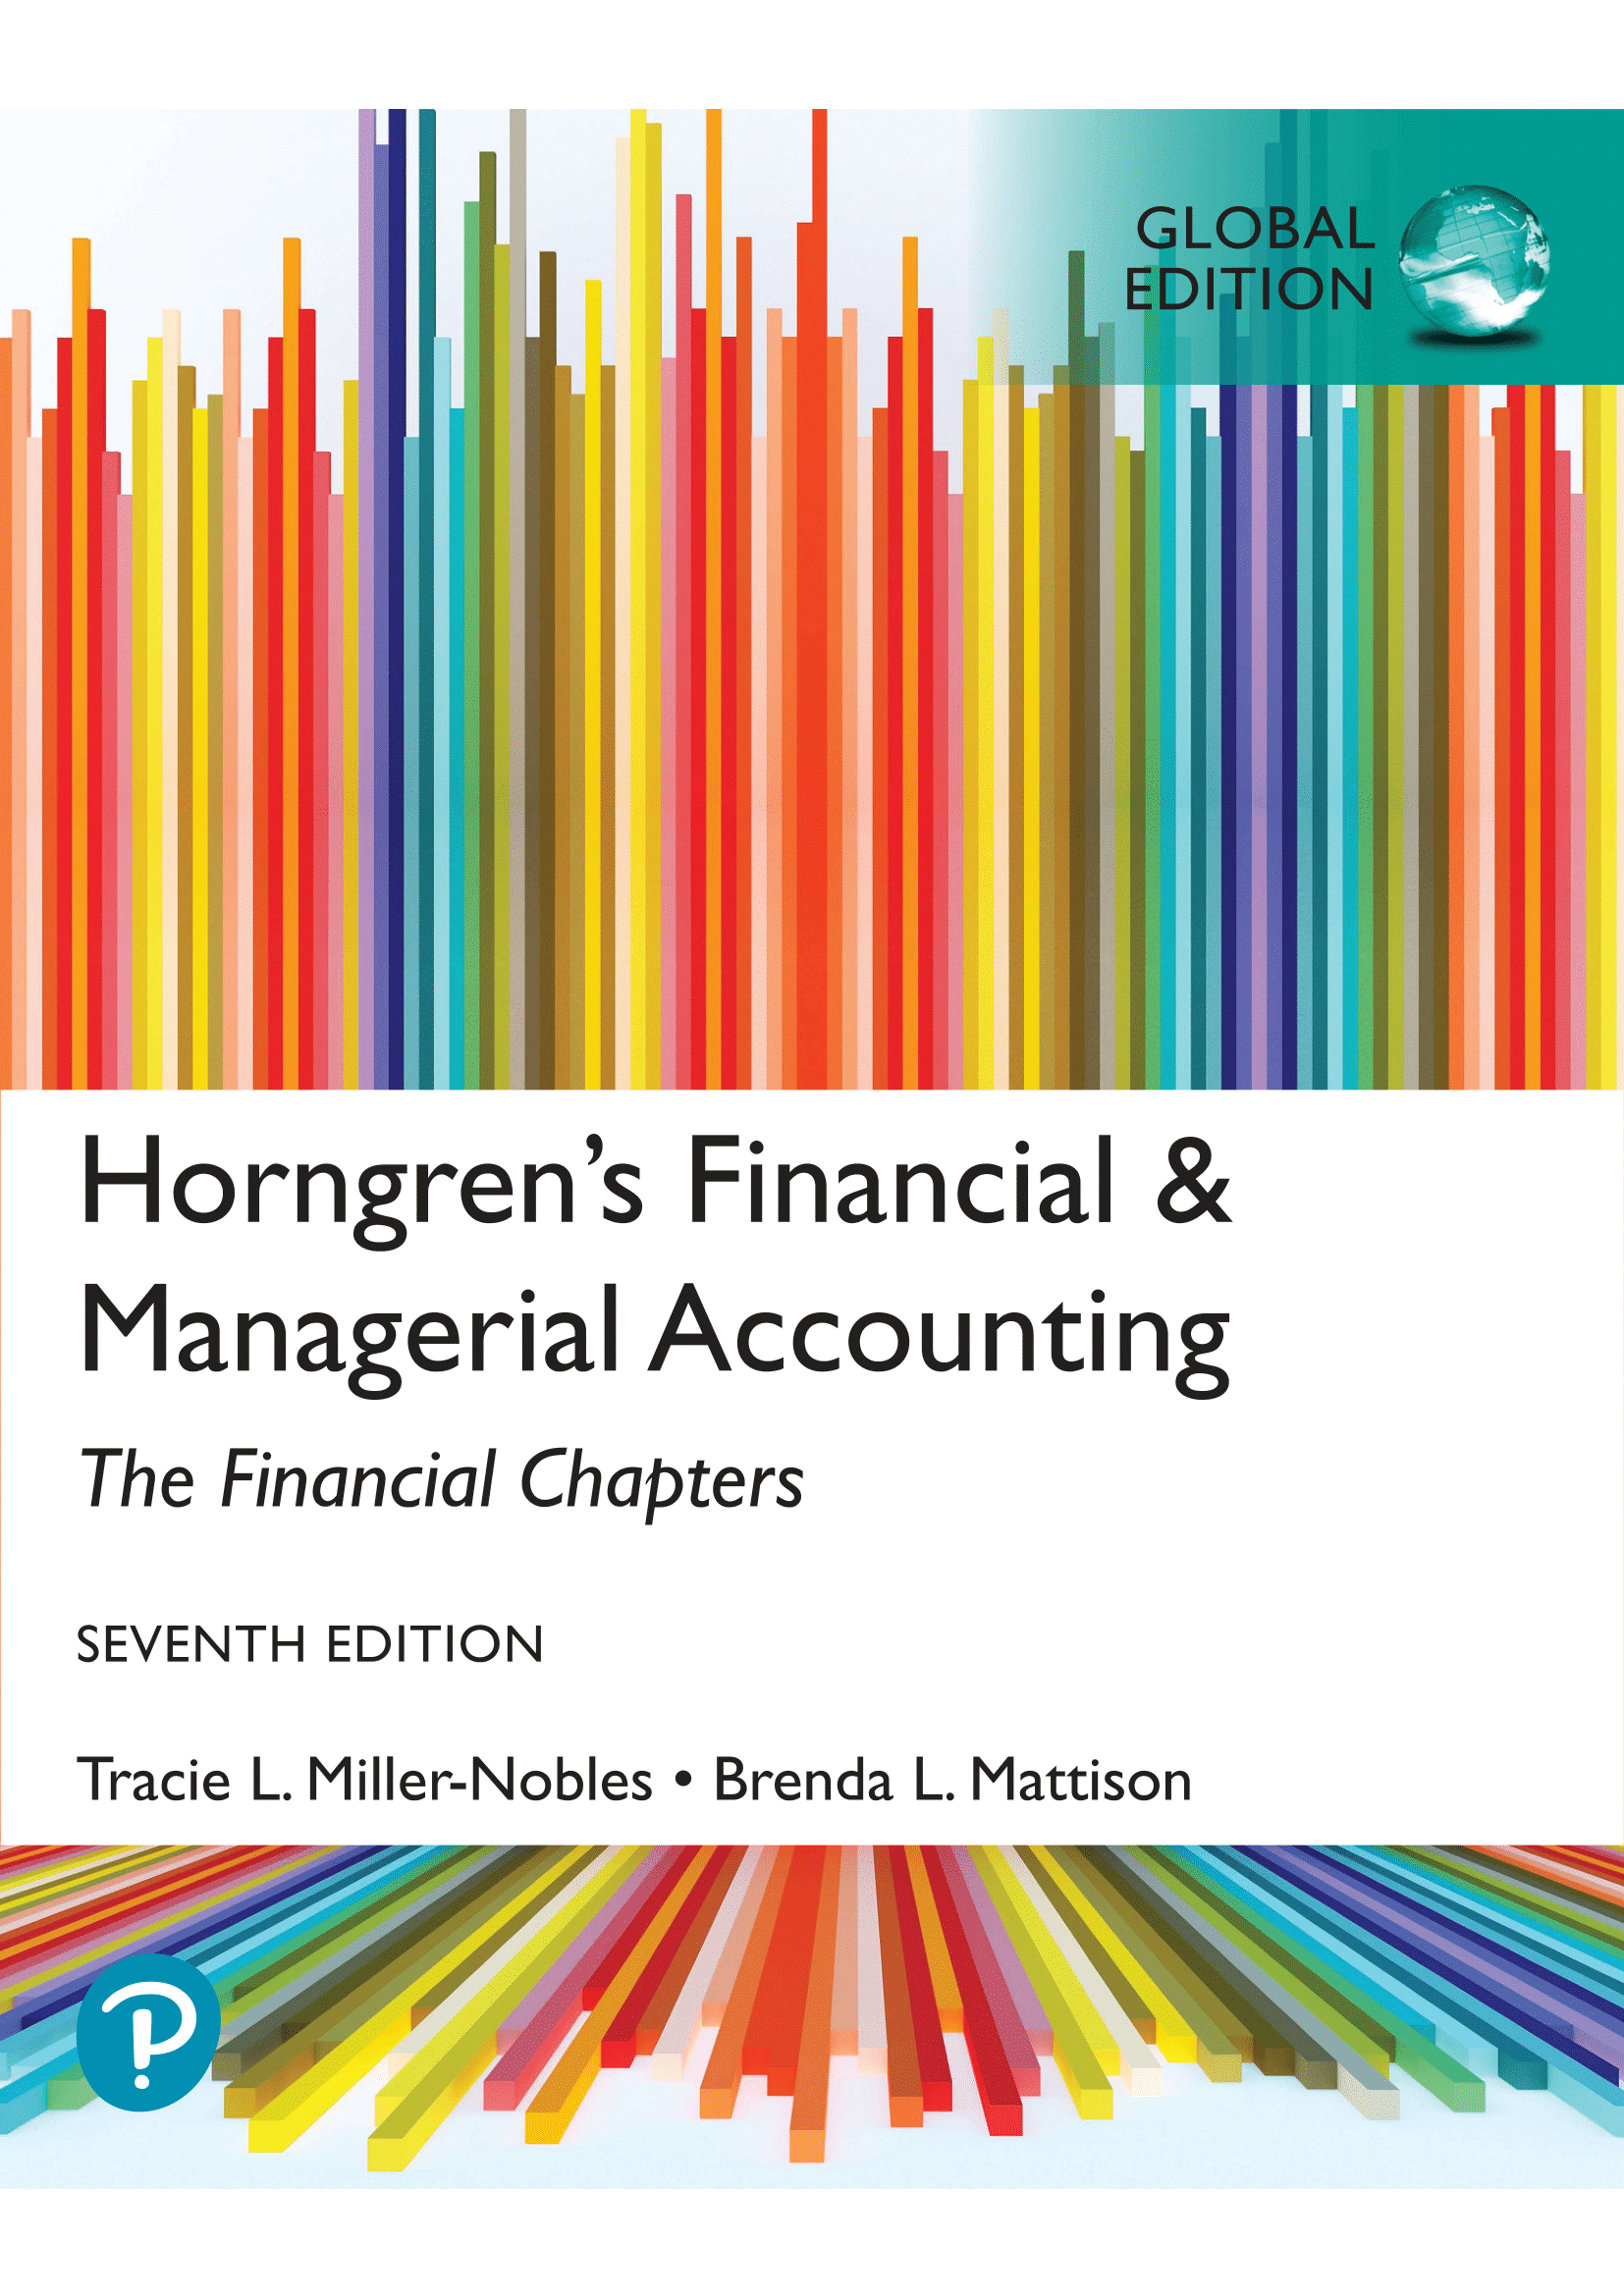 GLOBAL
EDITION
Horngren’s Financial &
Managerial Accounting
The Financial Chapters
SEVENTH EDITION
Tracie L. Miller-Nobles • Brenda L. Mattison
P